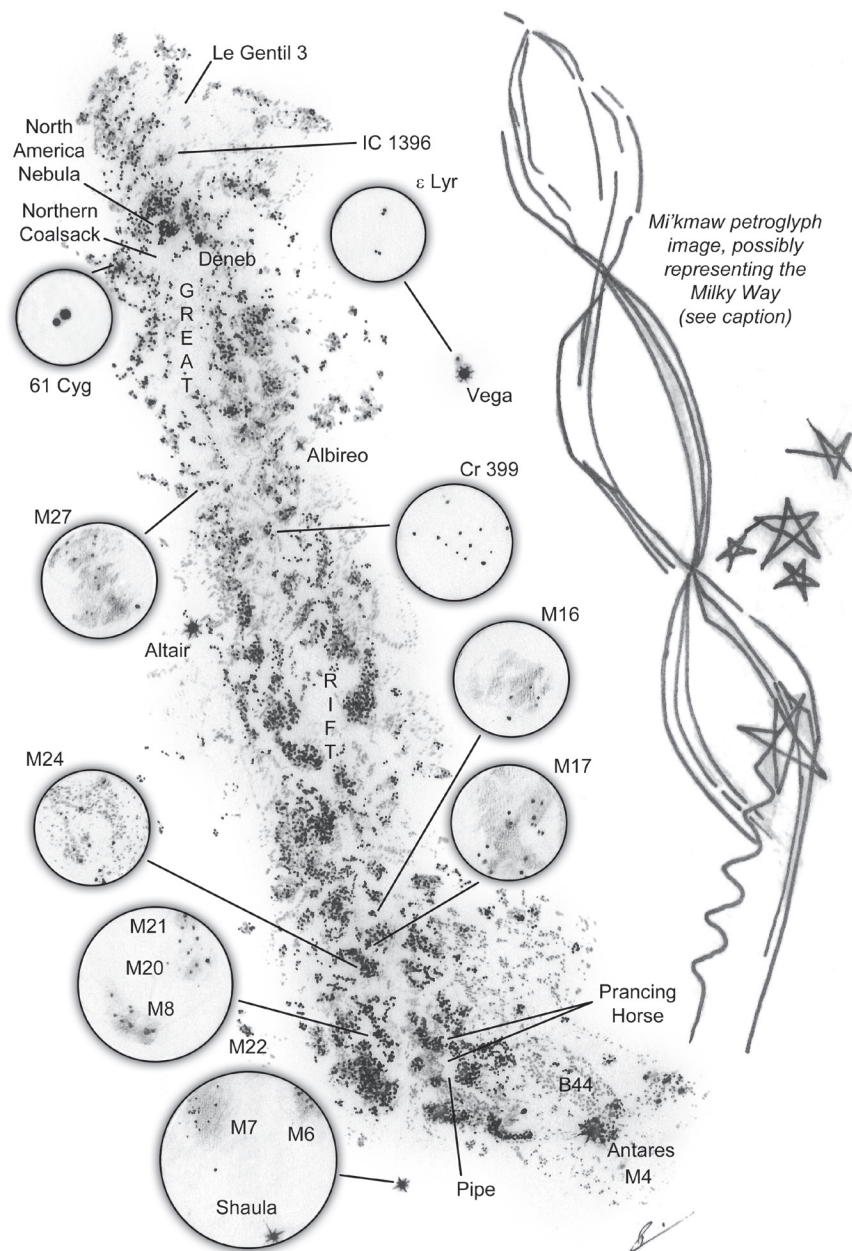 Le Gentil 3
North
America
Nebula
IC 1396
ε Lyr
Northern
Coalsack
Deneb
Mi'kmaw petroglyph
image, possibly
representing the
Milky Way
(see caption)
G
R
E
A
T
61 Cyg
Vega
Albireo
Cr 399
M27
M16
Altair
R
I
F
T
M24
M17
M21
M20
M8
Prancing
Horse
M22
B44
M7
M6
Antares
M4
Pipe
Shaula